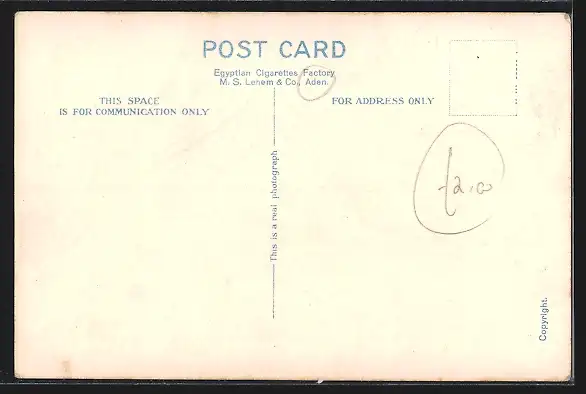 POST CARD
Egyptian Cigarettes Factory
M. S. Lehem & Co., Aden.
THIS SPACE
IS FOR COMMUNICATION ONLY
FOR ADDRESS ONLY
This is a real photograph
Copyright.